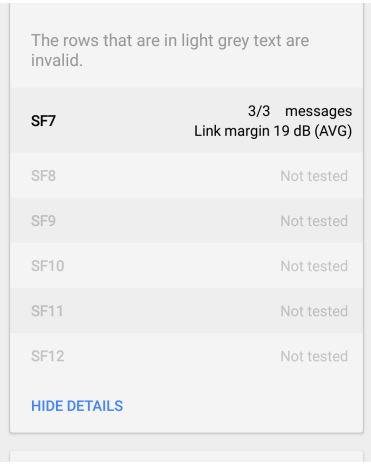 The rows that are in light grey text are
invalid.
SF7
3/3 messages
Link margin 19 dB (AVG)
SF8 Not tested
SF9 Not tested
SF10 Not tested
SF11 Not tested
SF12 Not tested
HIDE DETAILS